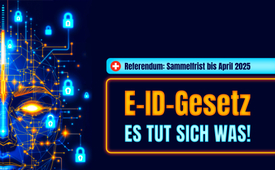 Referendum: Sammelfrist bis April 2025
E-ID-Gesetz
ES TUT SICH WAS!